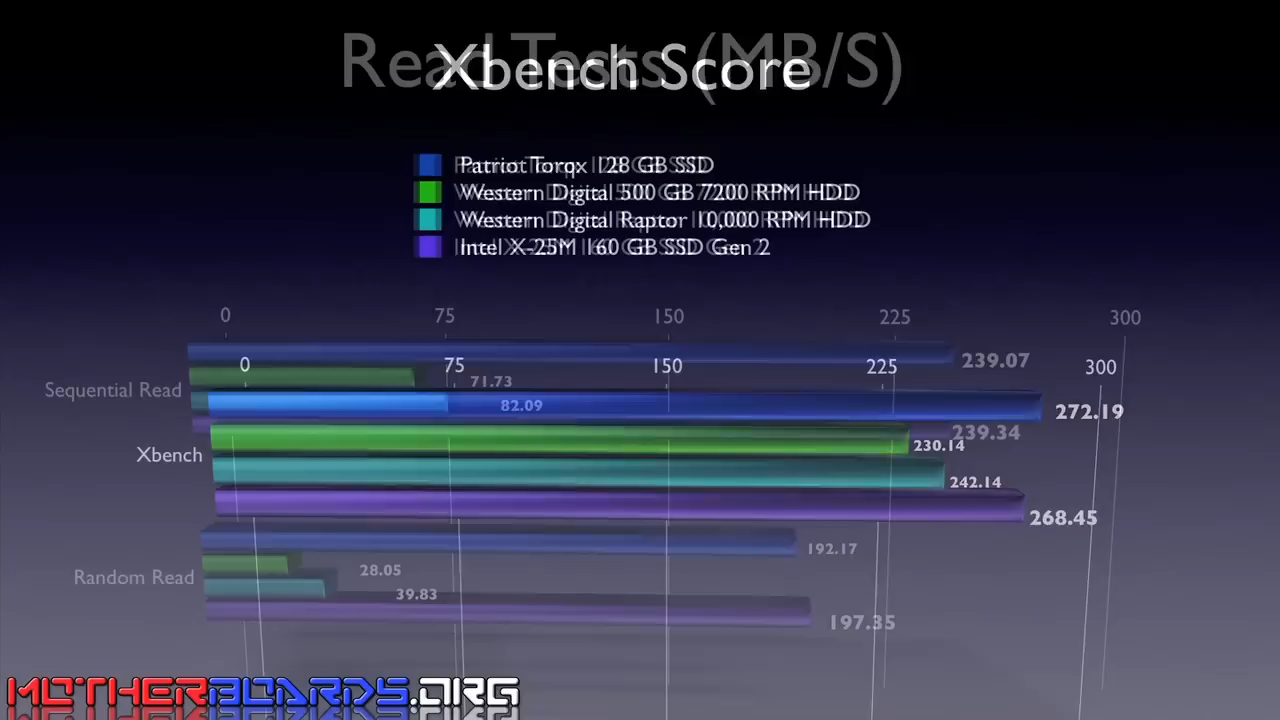 Read Tests (MB/S)
Xbench Score
Patriot Torqx 128 GB SSD
Western Digital 500 GB 7200 RPM HDD
Western Digital Raptor 10,000 RPM HDD
Intel X-25M 160 GB SSD Gen 2
0 75 150 225 300
239.07
0 75 150 225 300
71.73
Sequential Read
82.09
272.19
239.34
230.14
Xbench
242.14
268.45
192.17
28.05
Random Read
39.83
197.35
MOTHERBOARDS.ORG